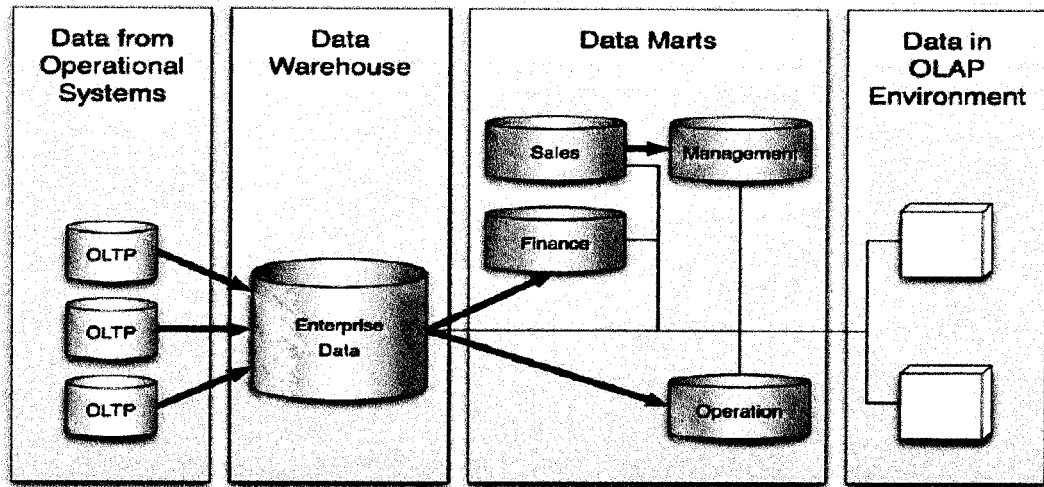 Data from
Operational
Systems
Data
Warehouse
Data Marts
Data in
OLAP
Environment
Sales
Management
Finance
OLTP
OLTP
OLTP
Enterprise
Data
Operation